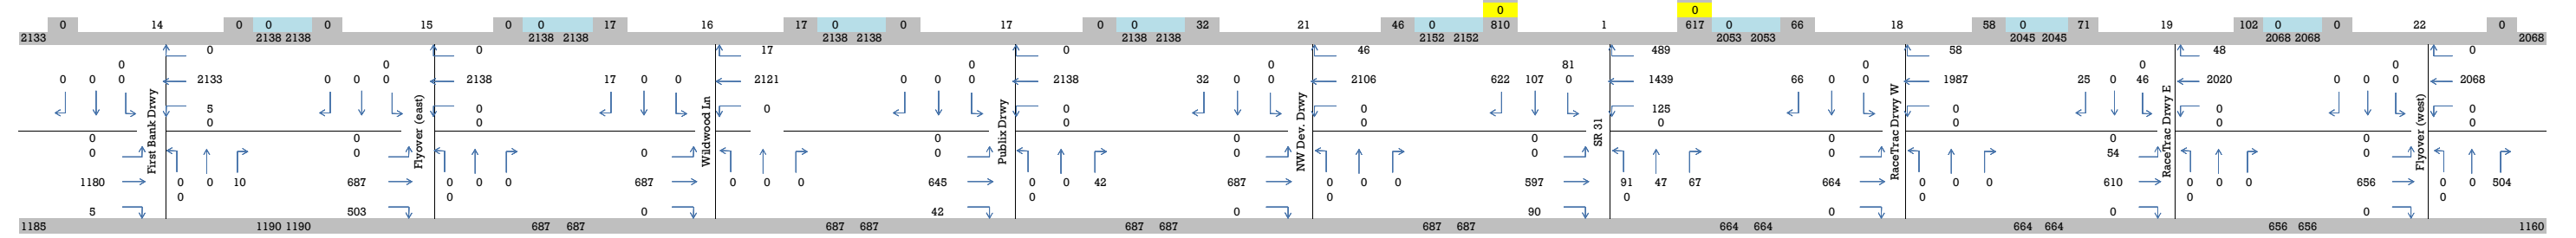 0 0
0 14 0 0 0 15 0 0 17 16 17 0 0 17 0 0 32 21 46 0 810 1 617 0 66 18 58 0 71 19 102 0 0 22 0
2133 2138 2138 2138 2138 2138 2138 2138 2138 2152 2152 2053 2053 2045 2045 2068 2068 2068
0 0 17 0 46 489 58 48 0
0 0 0 0 81 0 0 0
0 0 0 2133 0 0 0 2138 17 0 0 2121 0 0 0 2138 32 0 0 2106 622 107 0 1439 66 0 0 1987 25 0 46 2020 0 0 0 2068
5 0 0 0 0 125 0 0 0
0 0 0 0 0 0 0 0
First Bank Drwy
Flyover (east)
Wildwood Ln
Publix Drwy
NW Dev. Drwy
SR 31
RaceTrac Drwy W
RaceTrac Drwy E
Flyover (west)
0 0 0 0 0 0 0
0 0 0 0 0 0 0 54 0
1180 0 0 10 687 0 0 0 687 0 0 0 645 0 0 42 687 0 0 0 597 91 47 67 664 0 0 0 610 0 0 0 656 0 0 504
0 0 0 0 0 0 0
5 503 0 42 0 90 0 0 0
1185 1190 1190 687 687 687 687 687 687 687 687 664 664 664 664 656 656 1160